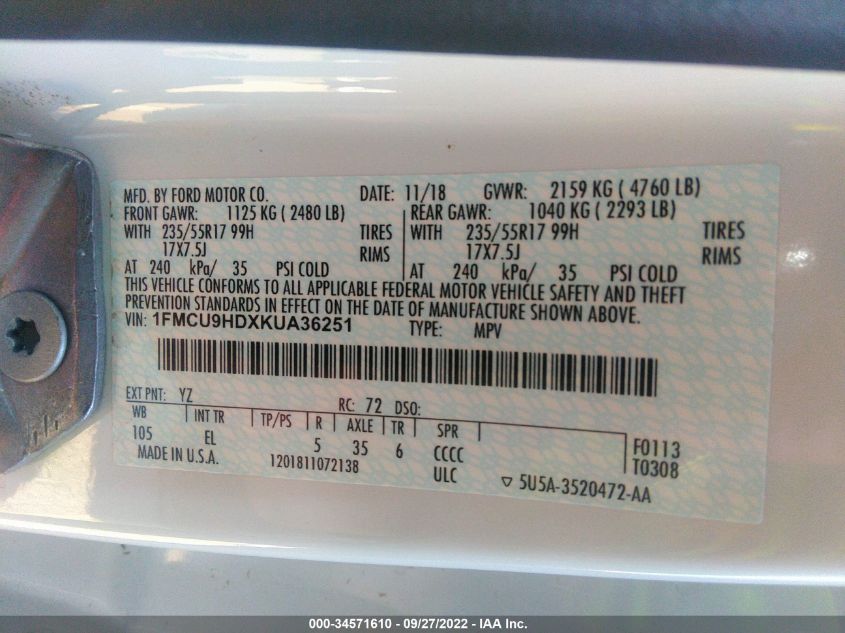 MFD. BY FORD MOTOR CO. DATE: 11/18 GVWR: 2159 KG ( 4760 LB)
FRONT GAWR: 1125 KG ( 2480 LB) REAR GAWR: 1040 KG ( 2293 LB)
WITH 235/55R17 99H TIRES WITH 235/55R17 99H TIRES
17X7.5J RIMS 17X7.5J RIMS
AT 240 kPa/ 35 PSI COLD AT 240 kPa/ 35 PSI COLD
THIS VEHICLE CONFORMS TO ALL APPLICABLE FEDERAL MOTOR VEHICLE SAFETY AND THEFT
PREVENTION STANDARDS IN EFFECT ON THE DATE OF MANUFACTURE SHOWN ABOVE.
VIN: 1FMCU9HDXKUA36251 TYPE: MPV
EXT PNT: YZ RC: 72 DSO:
WB INT TR TP/PS R AXLE TR SPR
105 EL 5 35 6 CCCC F0113
MADE IN U.S.A. 1201811072138 ULC T0308
▽ 5U5A-3520472-AA
000-34571610 - 09/27/2022 - IAA Inc.